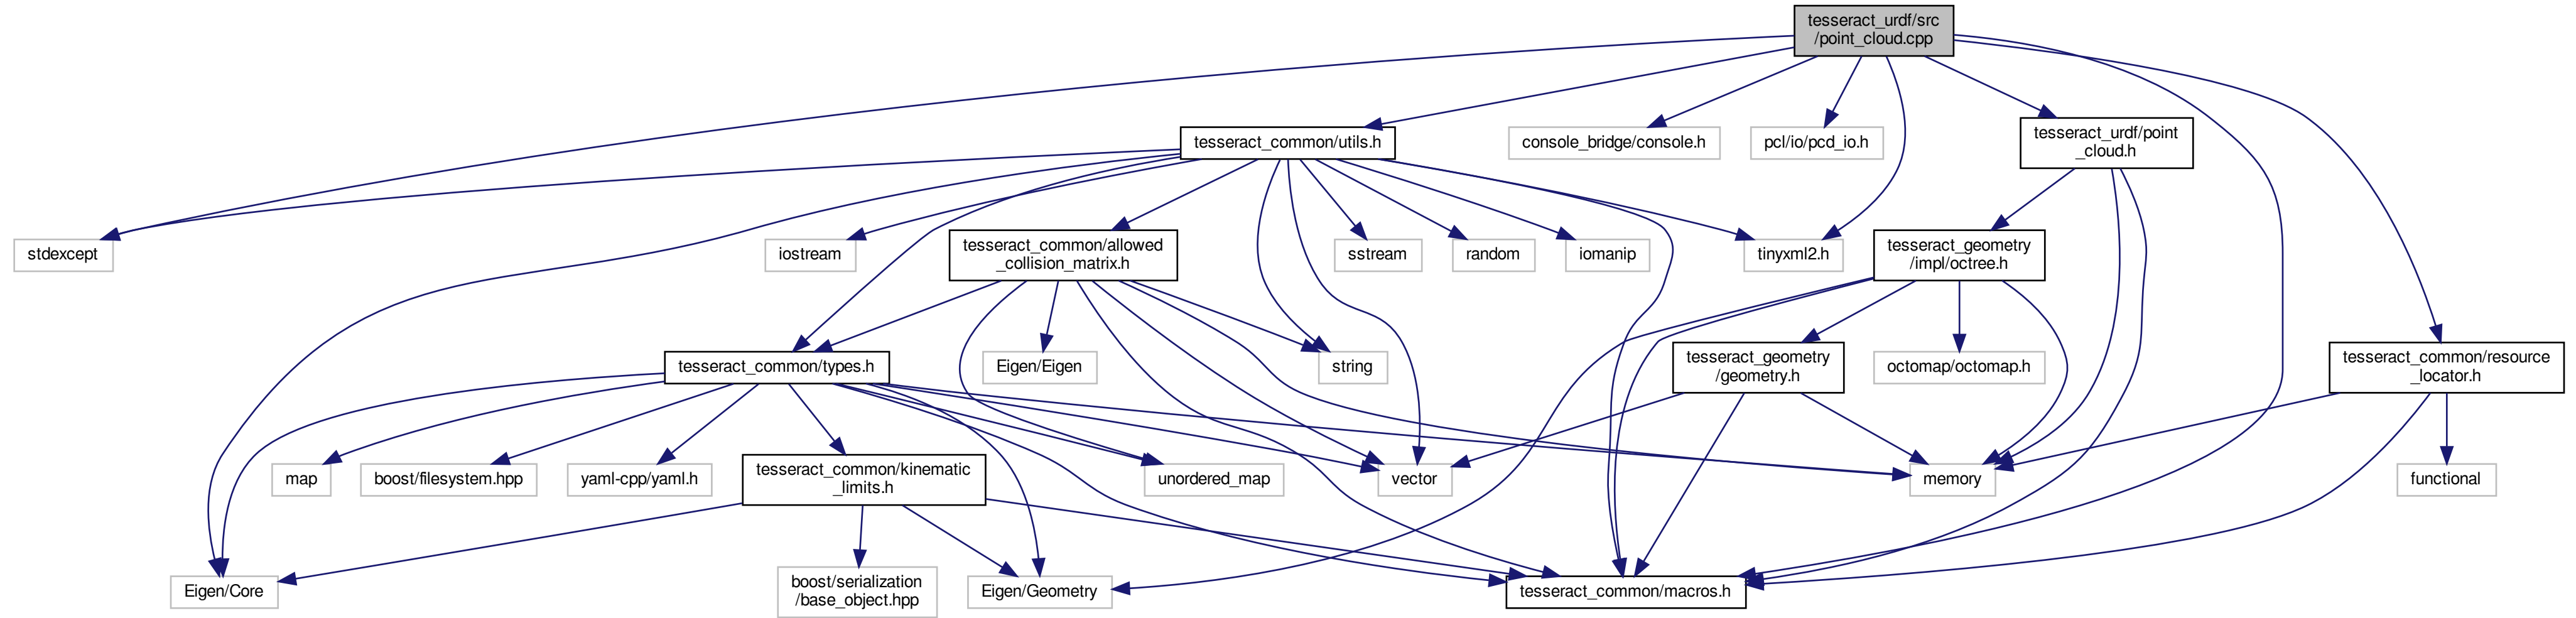 tesseract_urdf/src
/point_cloud.cpp
tesseract_common/utils.h
console_bridge/console.h
pcl/io/pcd_io.h
tesseract_urdf/point
_cloud.h
stdexcept
iostream
tesseract_common/allowed
_collision_matrix.h
sstream
random
iomanip
tinyxml2.h
tesseract_geometry
/impl/octree.h
tesseract_common/types.h
Eigen/Eigen
string
tesseract_geometry
/geometry.h
octomap/octomap.h
tesseract_common/resource
_locator.h
map
boost/filesystem.hpp
yaml-cpp/yaml.h
tesseract_common/kinematic
_limits.h
unordered_map
vector
memory
functional
Eigen/Core
boost/serialization
/base_object.hpp
Eigen/Geometry
tesseract_common/macros.h